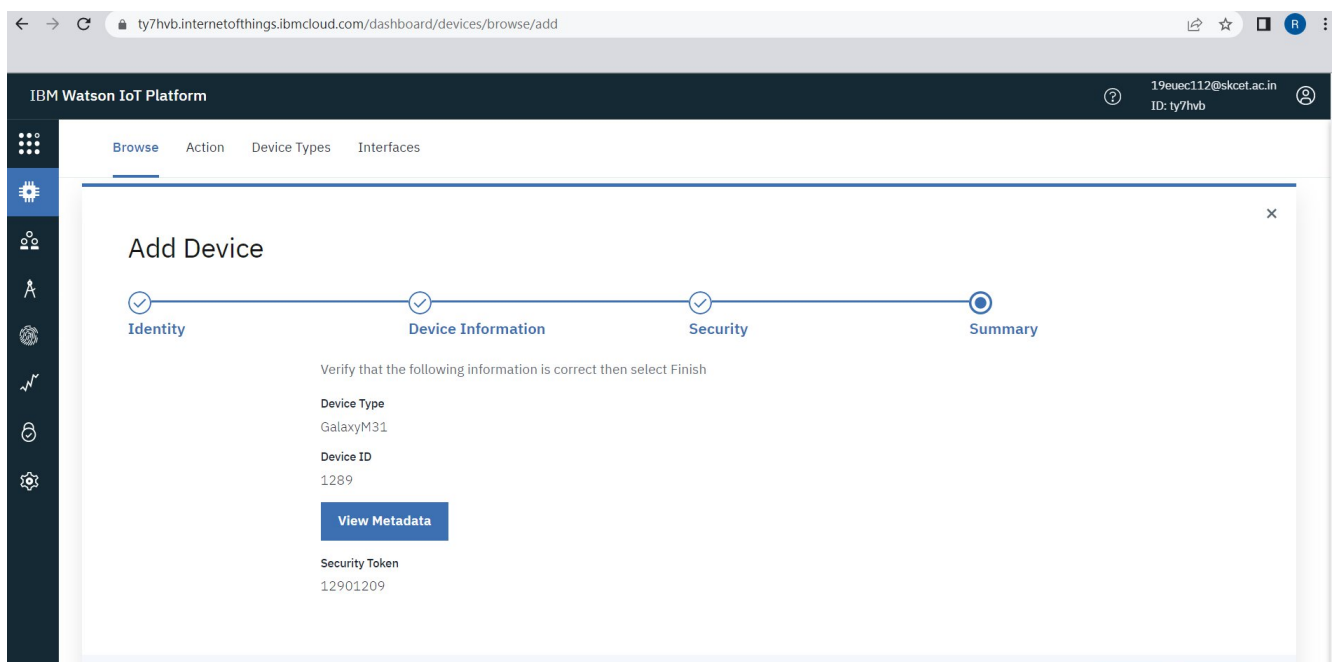 ty7hvb.internetofthings.ibmcloud.com/dashboard/devices/browse/add
R
IBM Watson IoT Platform
19euec112@skcet.ac.in
ID: ty7hvb
Browse Action Device Types Interfaces
Add Device
Identity Device Information Security Summary
Verify that the following information is correct then select Finish
Device Type
GalaxyM31
Device ID
1289
View Metadata
Security Token
12901209